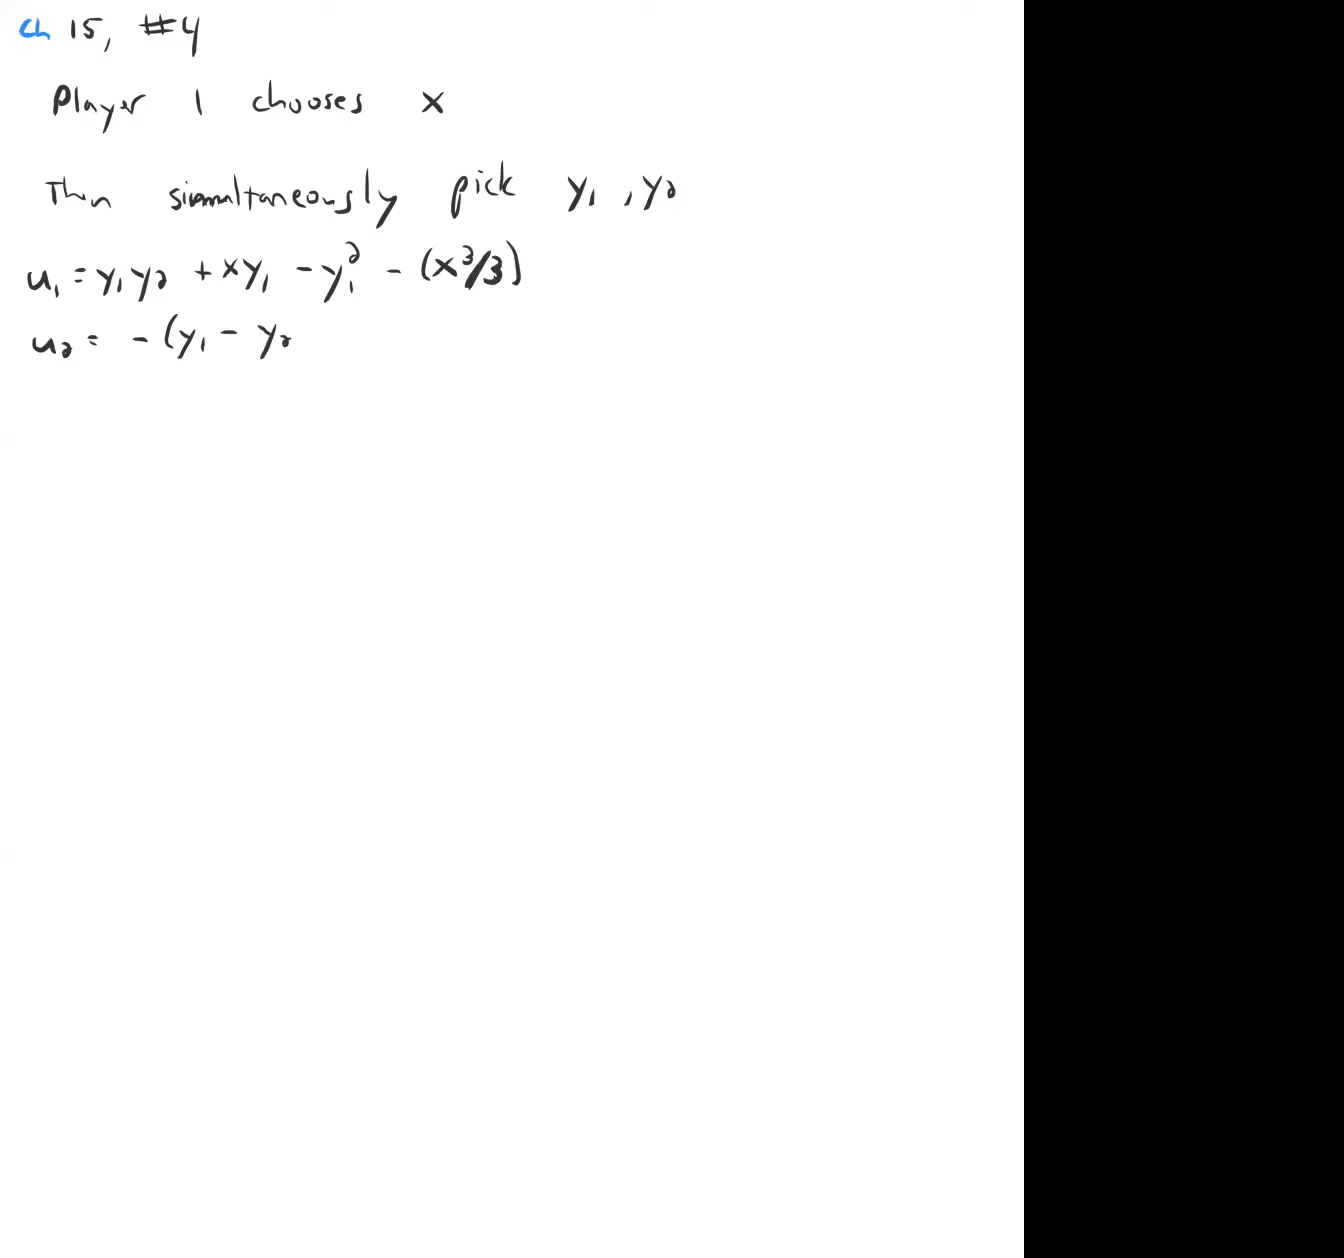 Ch 15, #4
Player 1 chooses x
Then simultaneously pick y₁, y₂
u₁ = y₁y₂ + xy₁ - y₁² - (x³/3)
u₂ = -(y₁ - y₂